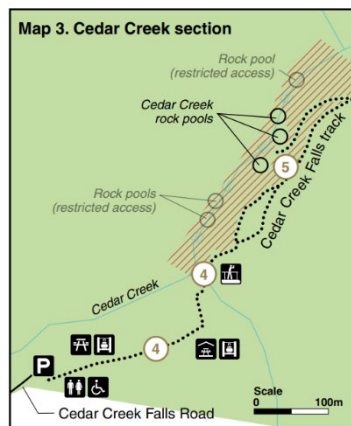 Map 3. Cedar Creek section
Rock pool
(restricted access)
Cedar Creek
rock pools
5
Cedar Creek Falls track
Rock pools
(restricted access)
4
Cedar Creek
4
P
Scale
0 100m
Cedar Creek Falls Road